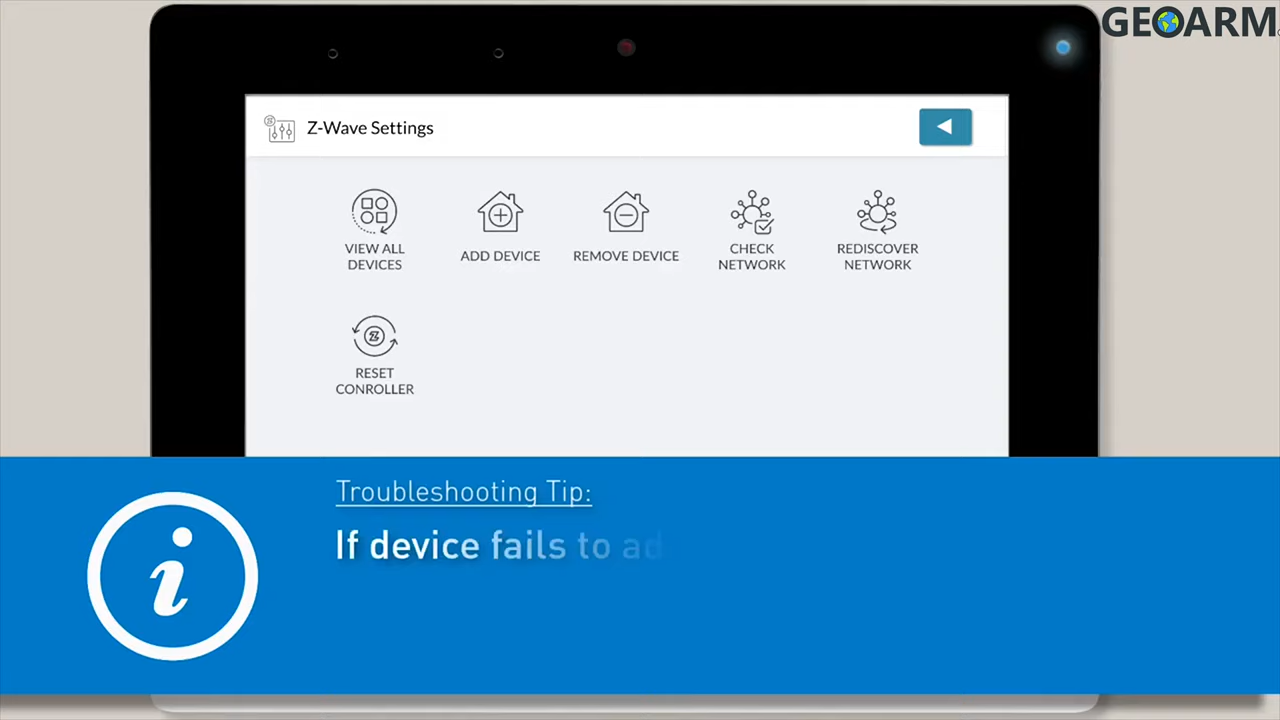 GEOARM
Z-Wave Settings
VIEW ALL
DEVICES
ADD DEVICE
REMOVE DEVICE
CHECK
NETWORK
REDISCOVER
NETWORK
RESET
CONROLLER
Troubleshooting Tip:
If device fails to ad